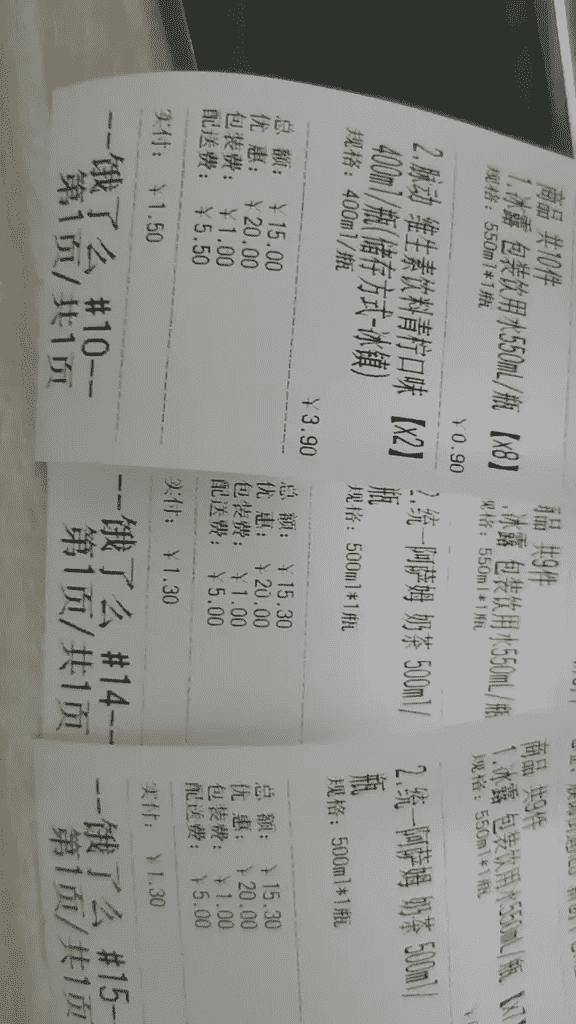 商品 共10件
1.冰露 包装饮用水550mL/瓶 【x8】
规格: 550ml*1瓶
￥0.90
2.脉动 维生素饮料青柠口味 【x2】
400ml/瓶(储存方式-冰镇)
规格: 400ml/瓶
￥3.90
总 额: ￥15.00
优 惠: ￥20.00
包装费: ￥1.00
配送费: ￥5.50
实付: ￥1.50
--饿了么 #10--
第1页/共1页
商品 共9件
.冰露 包装饮用水550mL/瓶
规格: 550ml*1瓶
2.统一阿萨姆 奶茶 500ml/
瓶
规格: 500ml*1瓶
总 额: ￥15.30
优 惠: ￥20.00
包装费: ￥1.00
配送费: ￥5.00
实付: ￥1.30
--饿了么 #14--
第1页/共1页
商品 共9件
1.冰露 包装饮用水550mL/瓶 【x7】
规格: 550ml*1瓶
2.统一阿萨姆 奶茶 500ml/
瓶
规格: 500ml*1瓶
总 额: ￥15.30
优 惠: ￥20.00
包装费: ￥1.00
配送费: ￥5.00
实付: ￥1.30
--饿了么 #15-
第1页/共1页